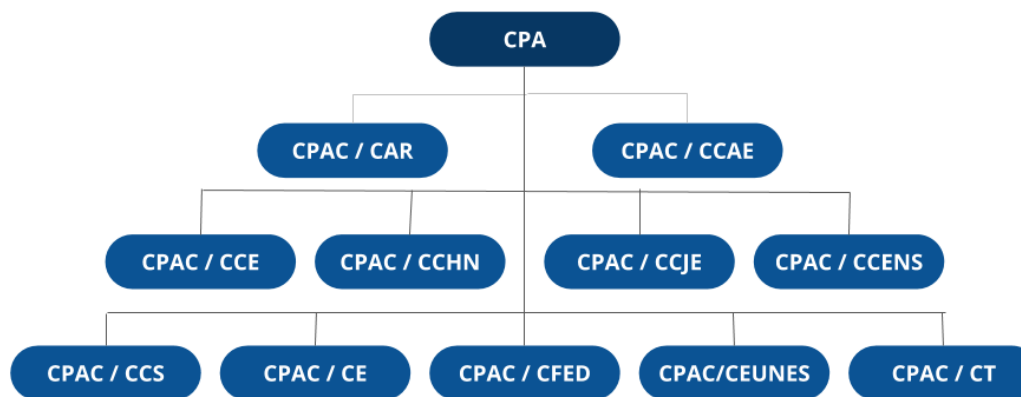 CPA
CPAC / CAR
CPAC / CCAE
CPAC / CCE
CPAC / CCHN
CPAC / CCJE
CPAC / CCENS
CPAC / CCS
CPAC / CE
CPAC / CFED
CPAC/CEUNES
CPAC / CT